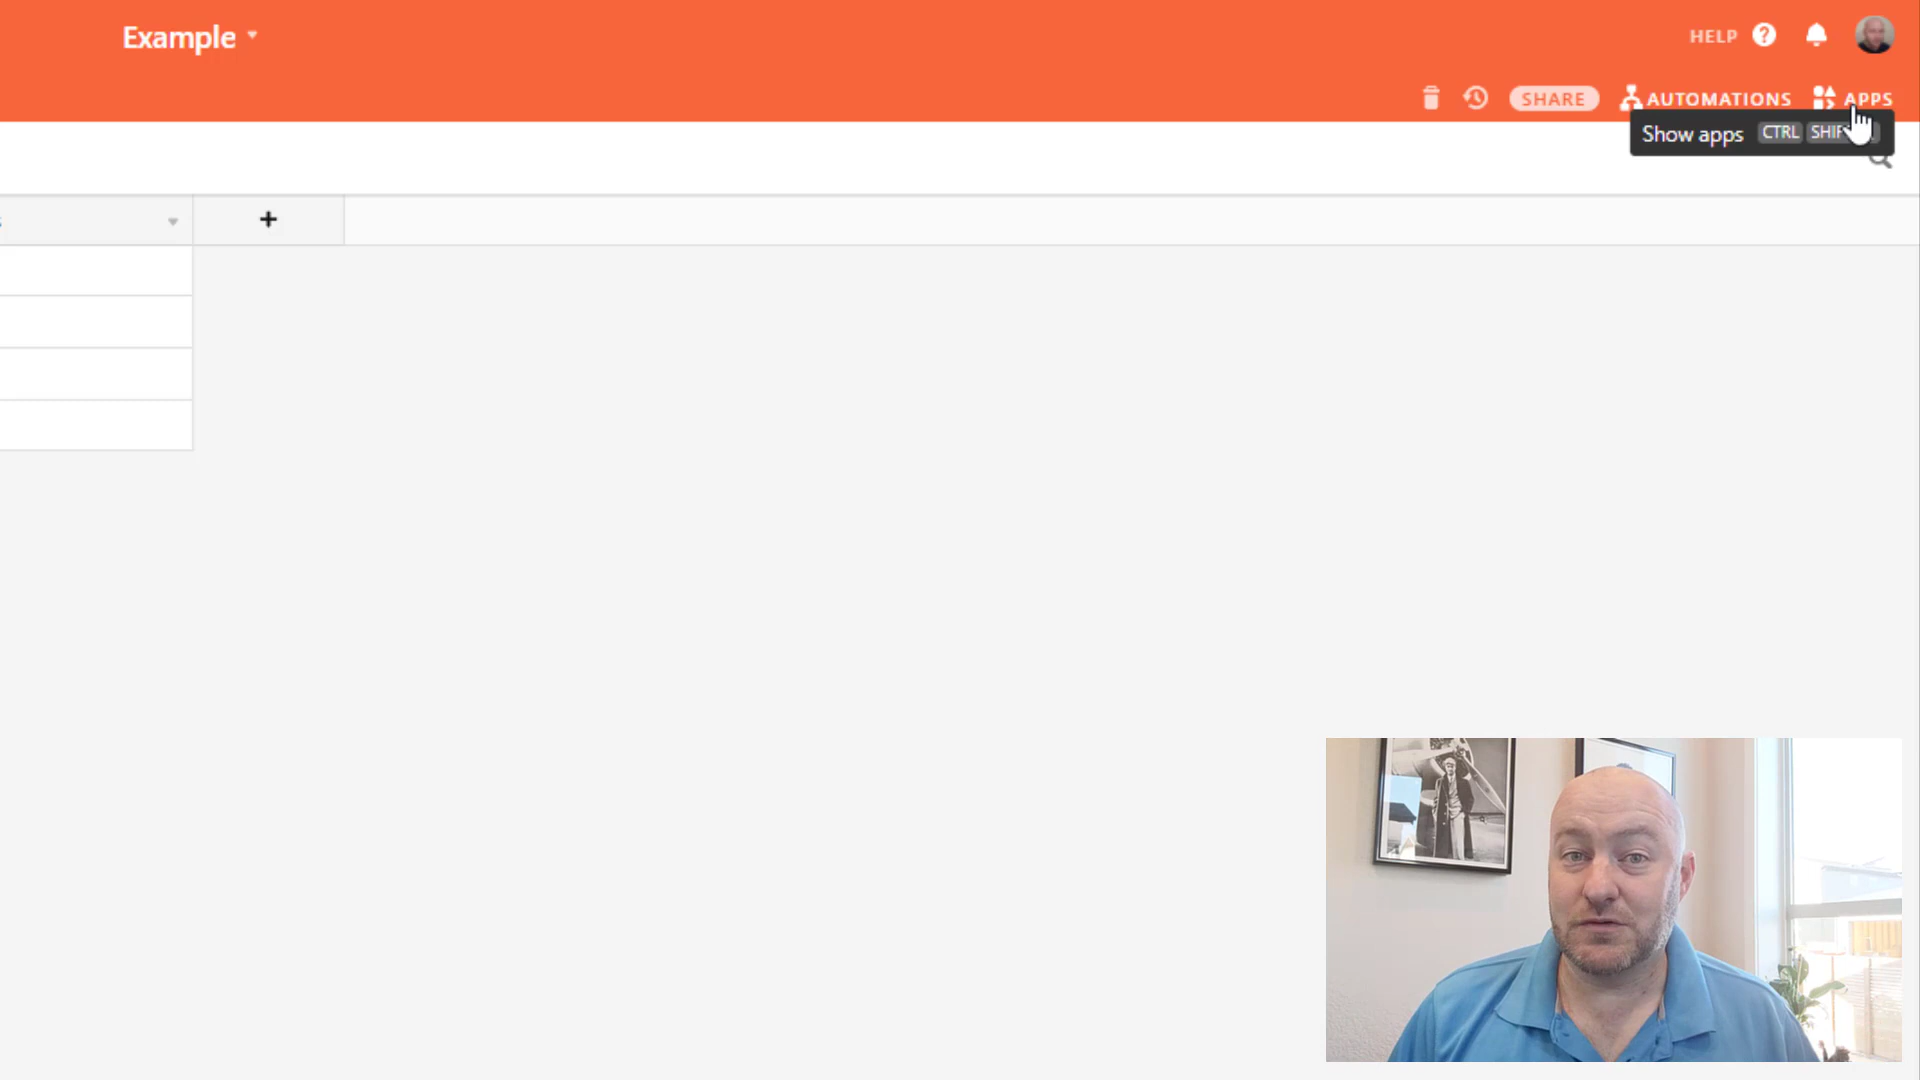 Example
HELP
SHARE
AUTOMATIONS
APPS
Show apps CTRL